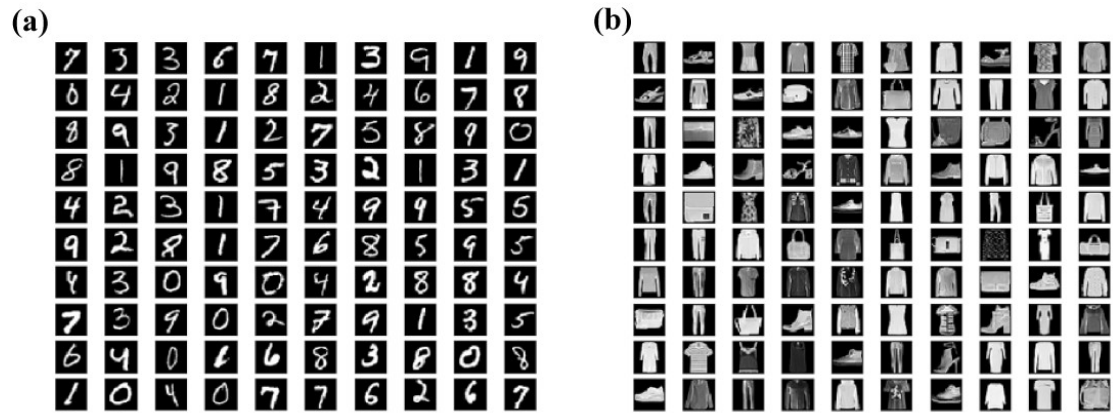 (a)
(b)
7 3 3 6 7 1 3 9 1 9
0 4 2 1 8 2 4 6 7 8
8 9 3 1 2 7 5 8 9 0
8 1 9 8 5 3 2 1 3 1
4 2 3 1 7 4 9 9 5 5
9 2 8 1 7 6 8 5 9 5
4 3 0 9 0 4 2 8 8 4
7 3 9 0 2 7 9 1 3 5
6 4 0 1 6 8 3 8 0 8
1 0 4 0 7 7 6 2 6 7